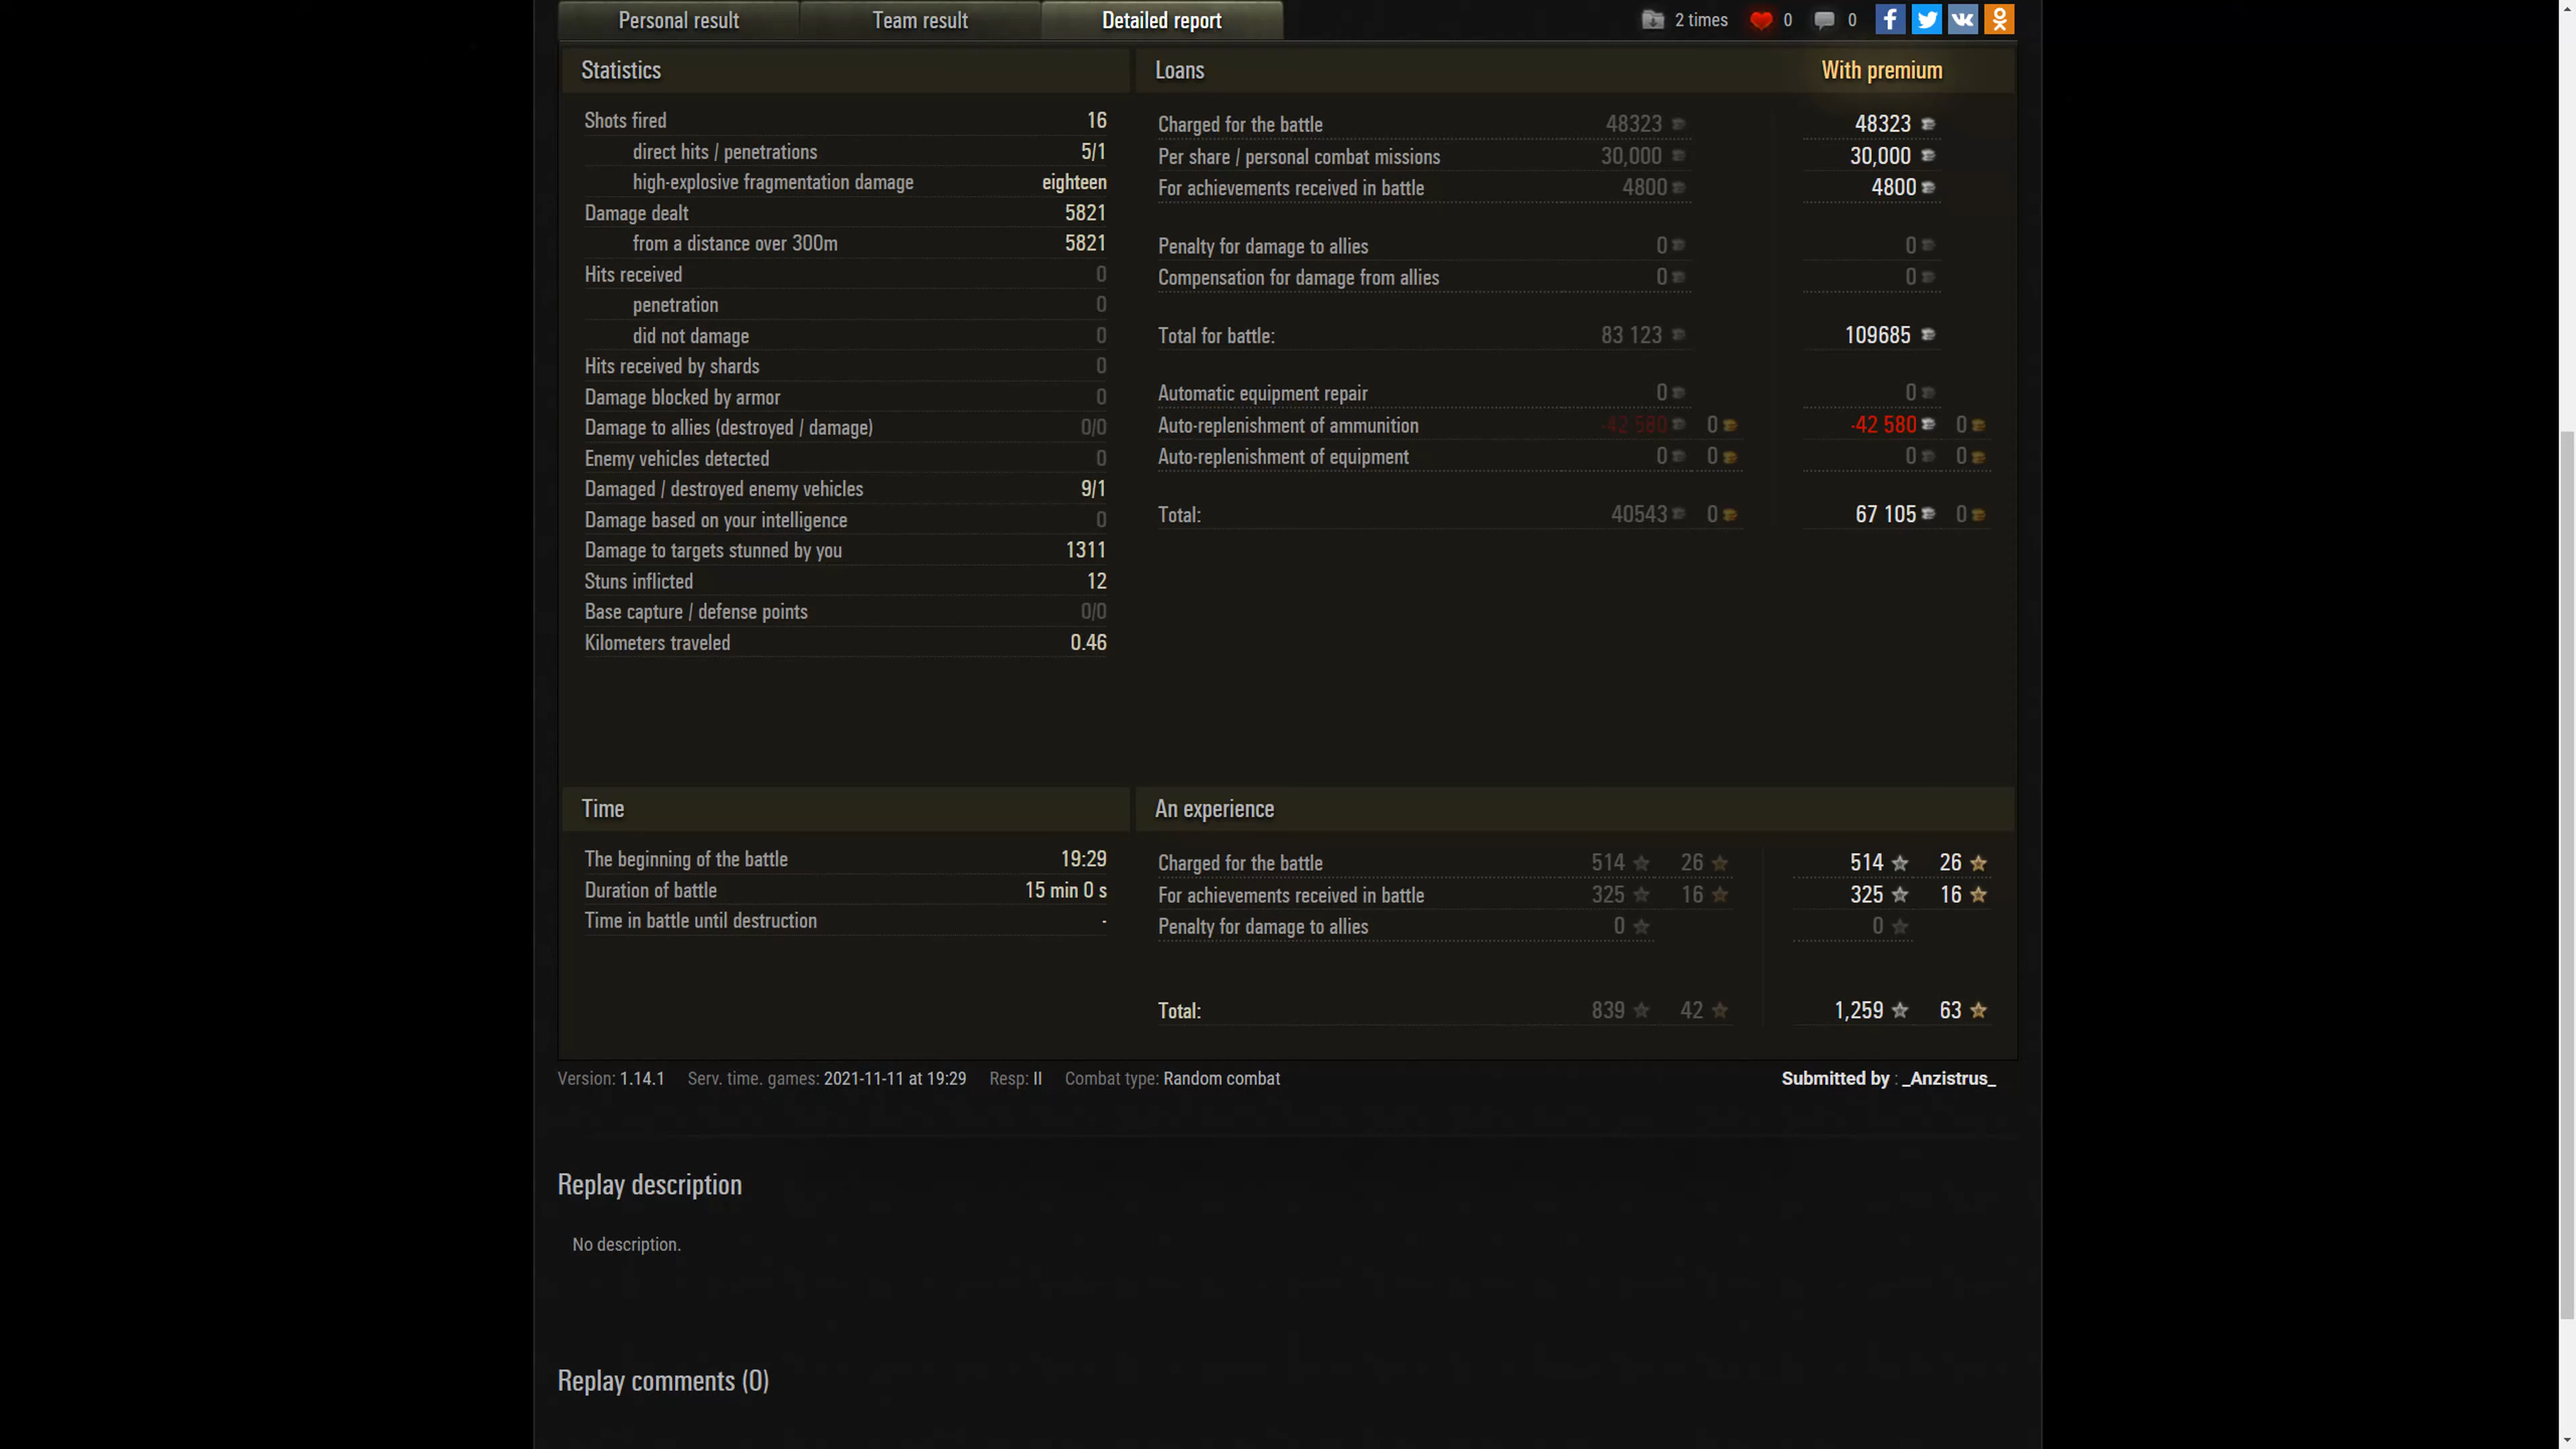 Personal result Team result Detailed report 2 times 0 0
Statistics
Shots fired 16
direct hits / penetrations 5/1
high-explosive fragmentation damage eighteen
Damage dealt 5821
from a distance over 300m 5821
Hits received 0
penetration 0
did not damage 0
Hits received by shards 0
Damage blocked by armor 0
Damage to allies (destroyed / damage) 0/0
Enemy vehicles detected 0
Damaged / destroyed enemy vehicles 9/1
Damage based on your intelligence 0
Damage to targets stunned by you 1311
Stuns inflicted 12
Base capture / defense points 0/0
Kilometers traveled 0.46
Loans With premium
Charged for the battle 48323 48323
Per share / personal combat missions 30,000 30,000
For achievements received in battle 4800 4800
Penalty for damage to allies 0 0
Compensation for damage from allies 0 0
Total for battle: 83 123 109685
Automatic equipment repair 0 0
Auto-replenishment of ammunition -42 580 0 -42 580 0
Auto-replenishment of equipment 0 0 0 0
Total: 40543 0 67 105 0
Time
The beginning of the battle 19:29
Duration of battle 15 min 0 s
Time in battle until destruction -
An experience
Charged for the battle 514 26 514 26
For achievements received in battle 325 16 325 16
Penalty for damage to allies 0 0
Total: 839 42 1,259 63
Version: 1.14.1 Serv. time. games: 2021-11-11 at 19:29 Resp: II Combat type: Random combat Submitted by : _Anzistrus_
Replay description
No description.
Replay comments (0)